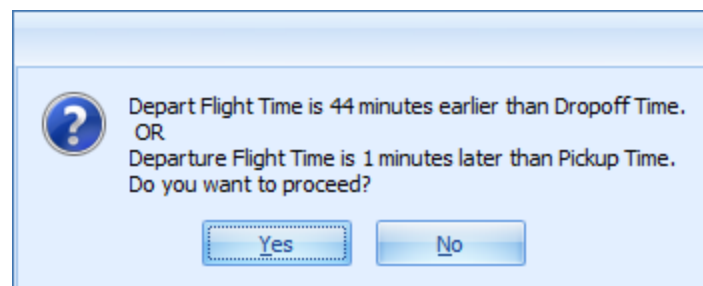 Depart Flight Time is 44 minutes earlier than Dropoff Time.
OR
Departure Flight Time is 1 minutes later than Pickup Time.
Do you want to proceed?
Yes
No